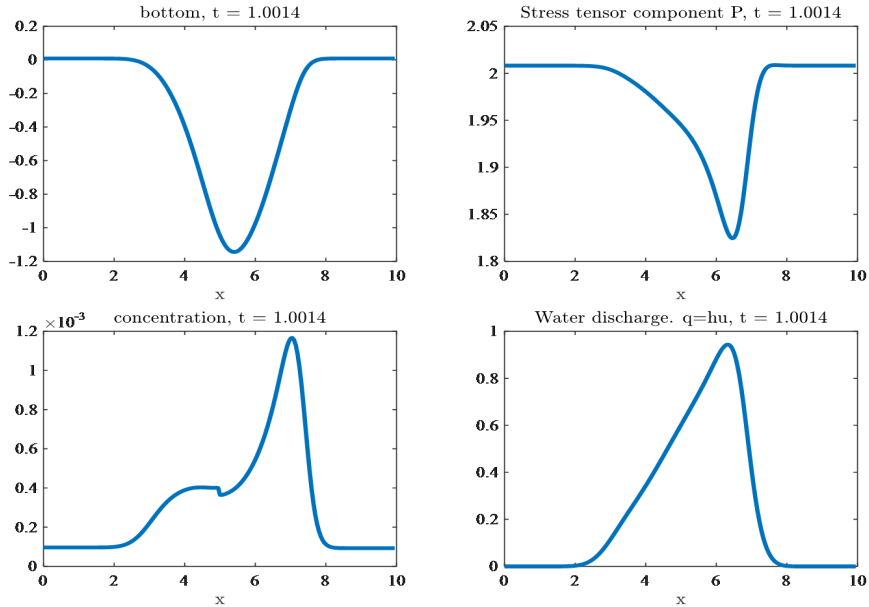 bottom, t = 1.0014
0.2
0
-0.2
-0.4
-0.6
-0.8
-1
-1.2
0 2 4 6 8 10
x
Stress tensor component P, t = 1.0014
2.05
2
1.95
1.9
1.85
1.8
0 2 4 6 8 10
x
×10⁻³ concentration, t = 1.0014
1.2
1
0.8
0.6
0.4
0.2
0
0 2 4 6 8 10
x
Water discharge. q=hu, t = 1.0014
1
0.8
0.6
0.4
0.2
0
0 2 4 6 8 10
x